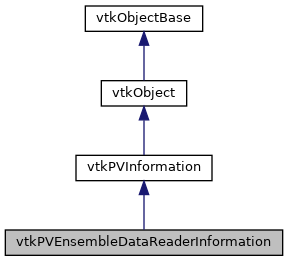 vtkObjectBase
vtkObject
vtkPVInformation
vtkPVEnsembleDataReaderInformation